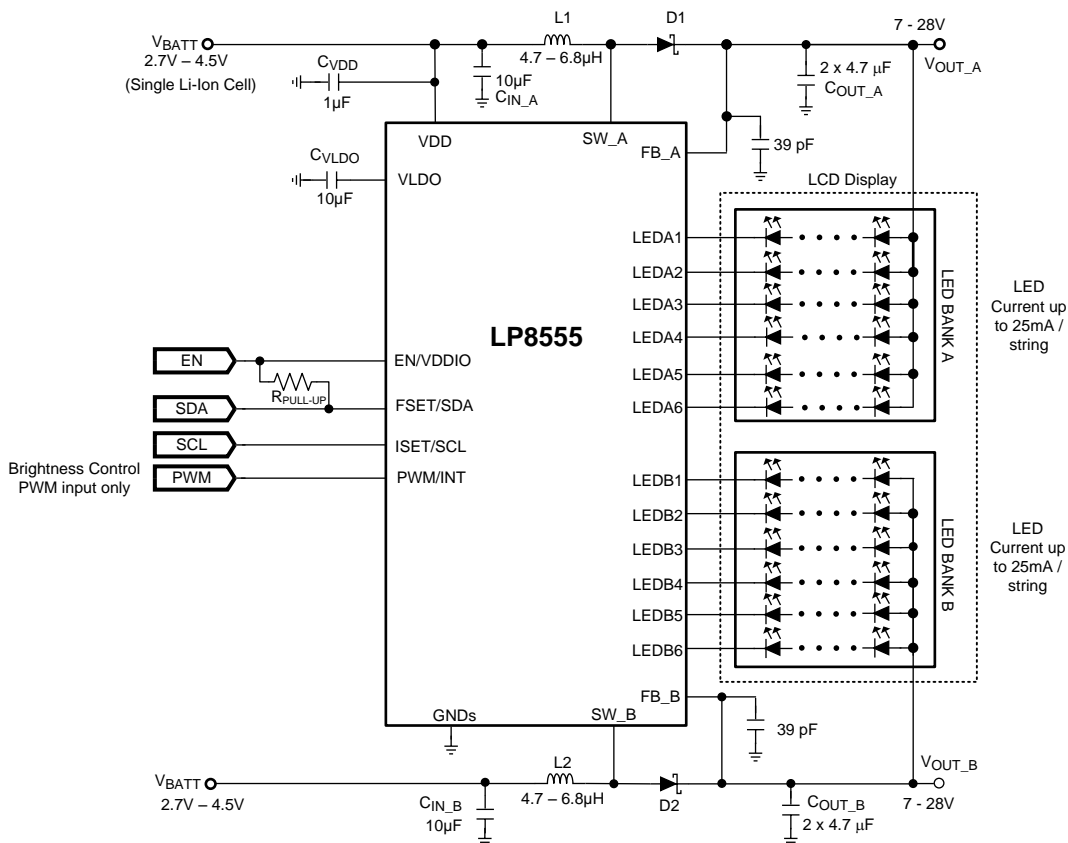 L1
D1
7 - 28V
VBATT
2.7V – 4.5V
(Single Li-Ion Cell)
4.7 – 6.8µH
VOUT_A
CVDD
1µF
10µF
CIN_A
2 x 4.7 µF
COUT_A
VDD
SW_A
FB_A
39 pF
CVLDO
10µF
VLDO
LCD Display
LEDA1
LEDA2
LEDA3
LEDA4
LEDA5
LEDA6
LED BANK A
LED
Current up
to 25mA /
string
LP8555
EN
EN/VDDIO
RPULL-UP
SDA
FSET/SDA
SCL
ISET/SCL
Brightness Control
PWM input only
PWM
PWM/INT
LEDB1
LEDB2
LEDB3
LEDB4
LEDB5
LEDB6
LED BANK B
LED
Current up
to 25mA /
string
FB_B
GNDs
SW_B
39 pF
VBATT
2.7V – 4.5V
L2
4.7 – 6.8µH
D2
VOUT_B
7 - 28V
CIN_B
10µF
COUT_B
2 x 4.7 µF